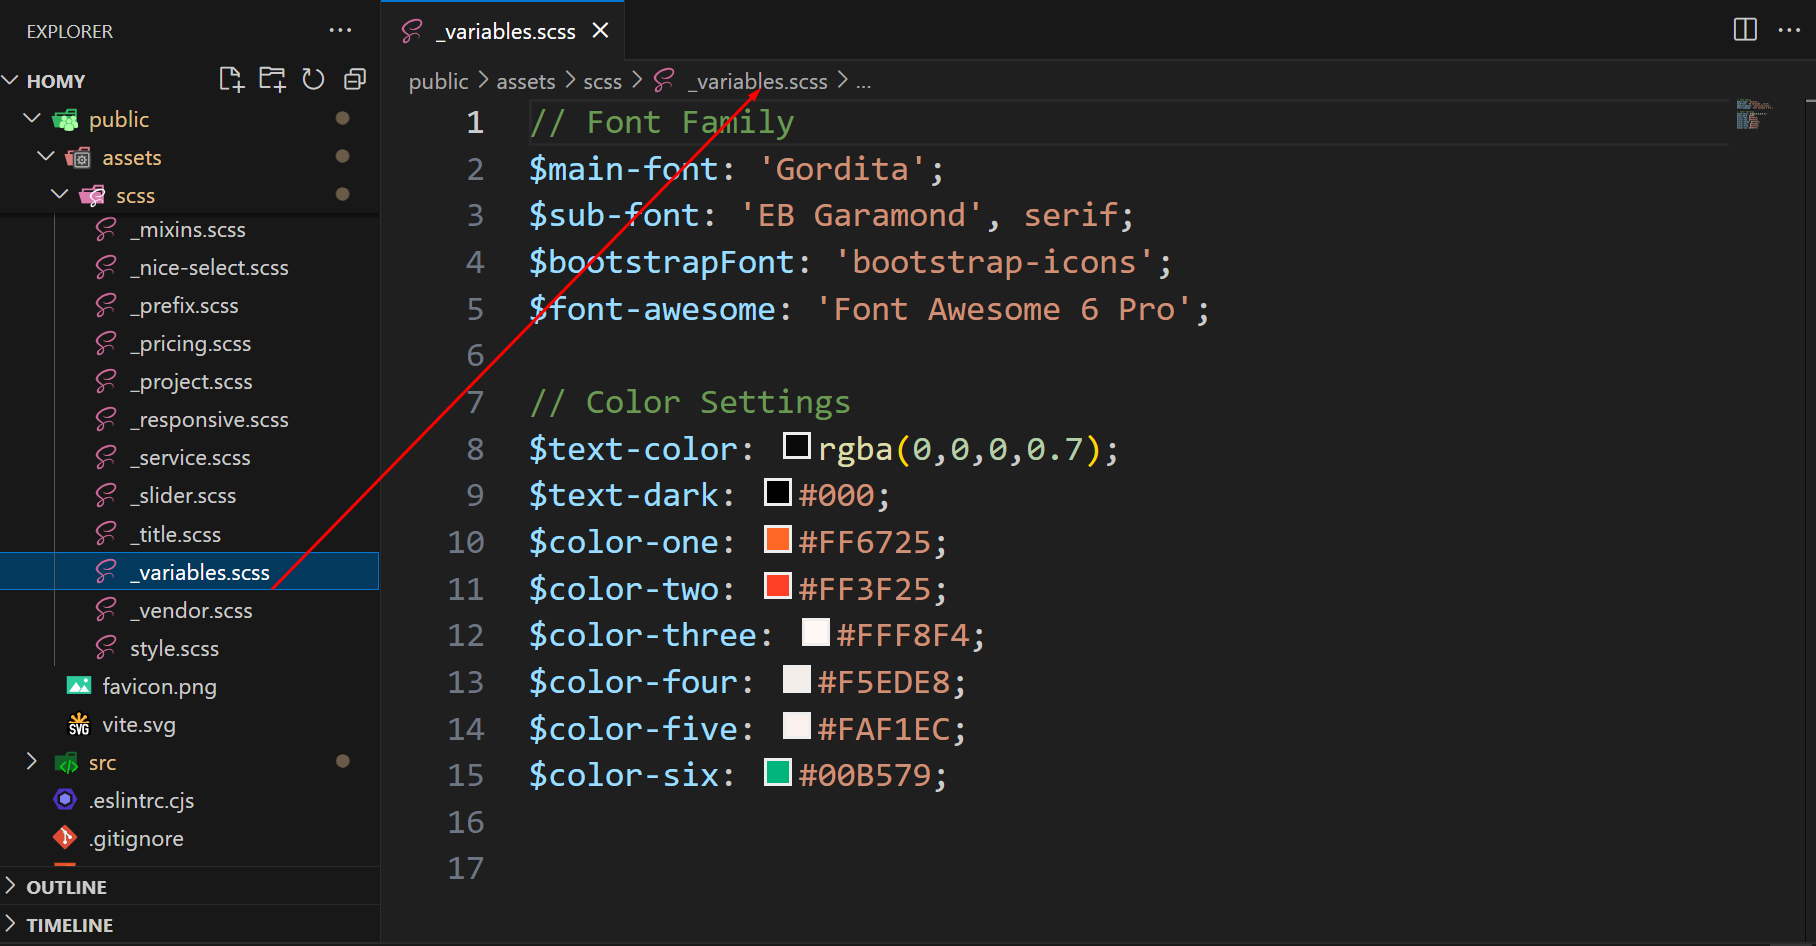 EXPLORER
HOMY
public
assets
scss
_mixins.scss
_nice-select.scss
_prefix.scss
_pricing.scss
_project.scss
_responsive.scss
_service.scss
_slider.scss
_title.scss
_variables.scss
_vendor.scss
style.scss
favicon.png
SVG
vite.svg
src
.eslintrc.cjs
.gitignore
OUTLINE
TIMELINE
_variables.scss
public > assets > scss > _variables.scss > ...
1 // Font Family
2 $main-font: 'Gordita';
3 $sub-font: 'EB Garamond', serif;
4 $bootstrapFont: 'bootstrap-icons';
5 $font-awesome: 'Font Awesome 6 Pro';
6
7 // Color Settings
8 $text-color: rgba(0,0,0,0.7);
9 $text-dark: #000;
10 $color-one: #FF6725;
11 $color-two: #FF3F25;
12 $color-three: #FFF8F4;
13 $color-four: #F5EDE8;
14 $color-five: #FAF1EC;
15 $color-six: #00B579;
16
17